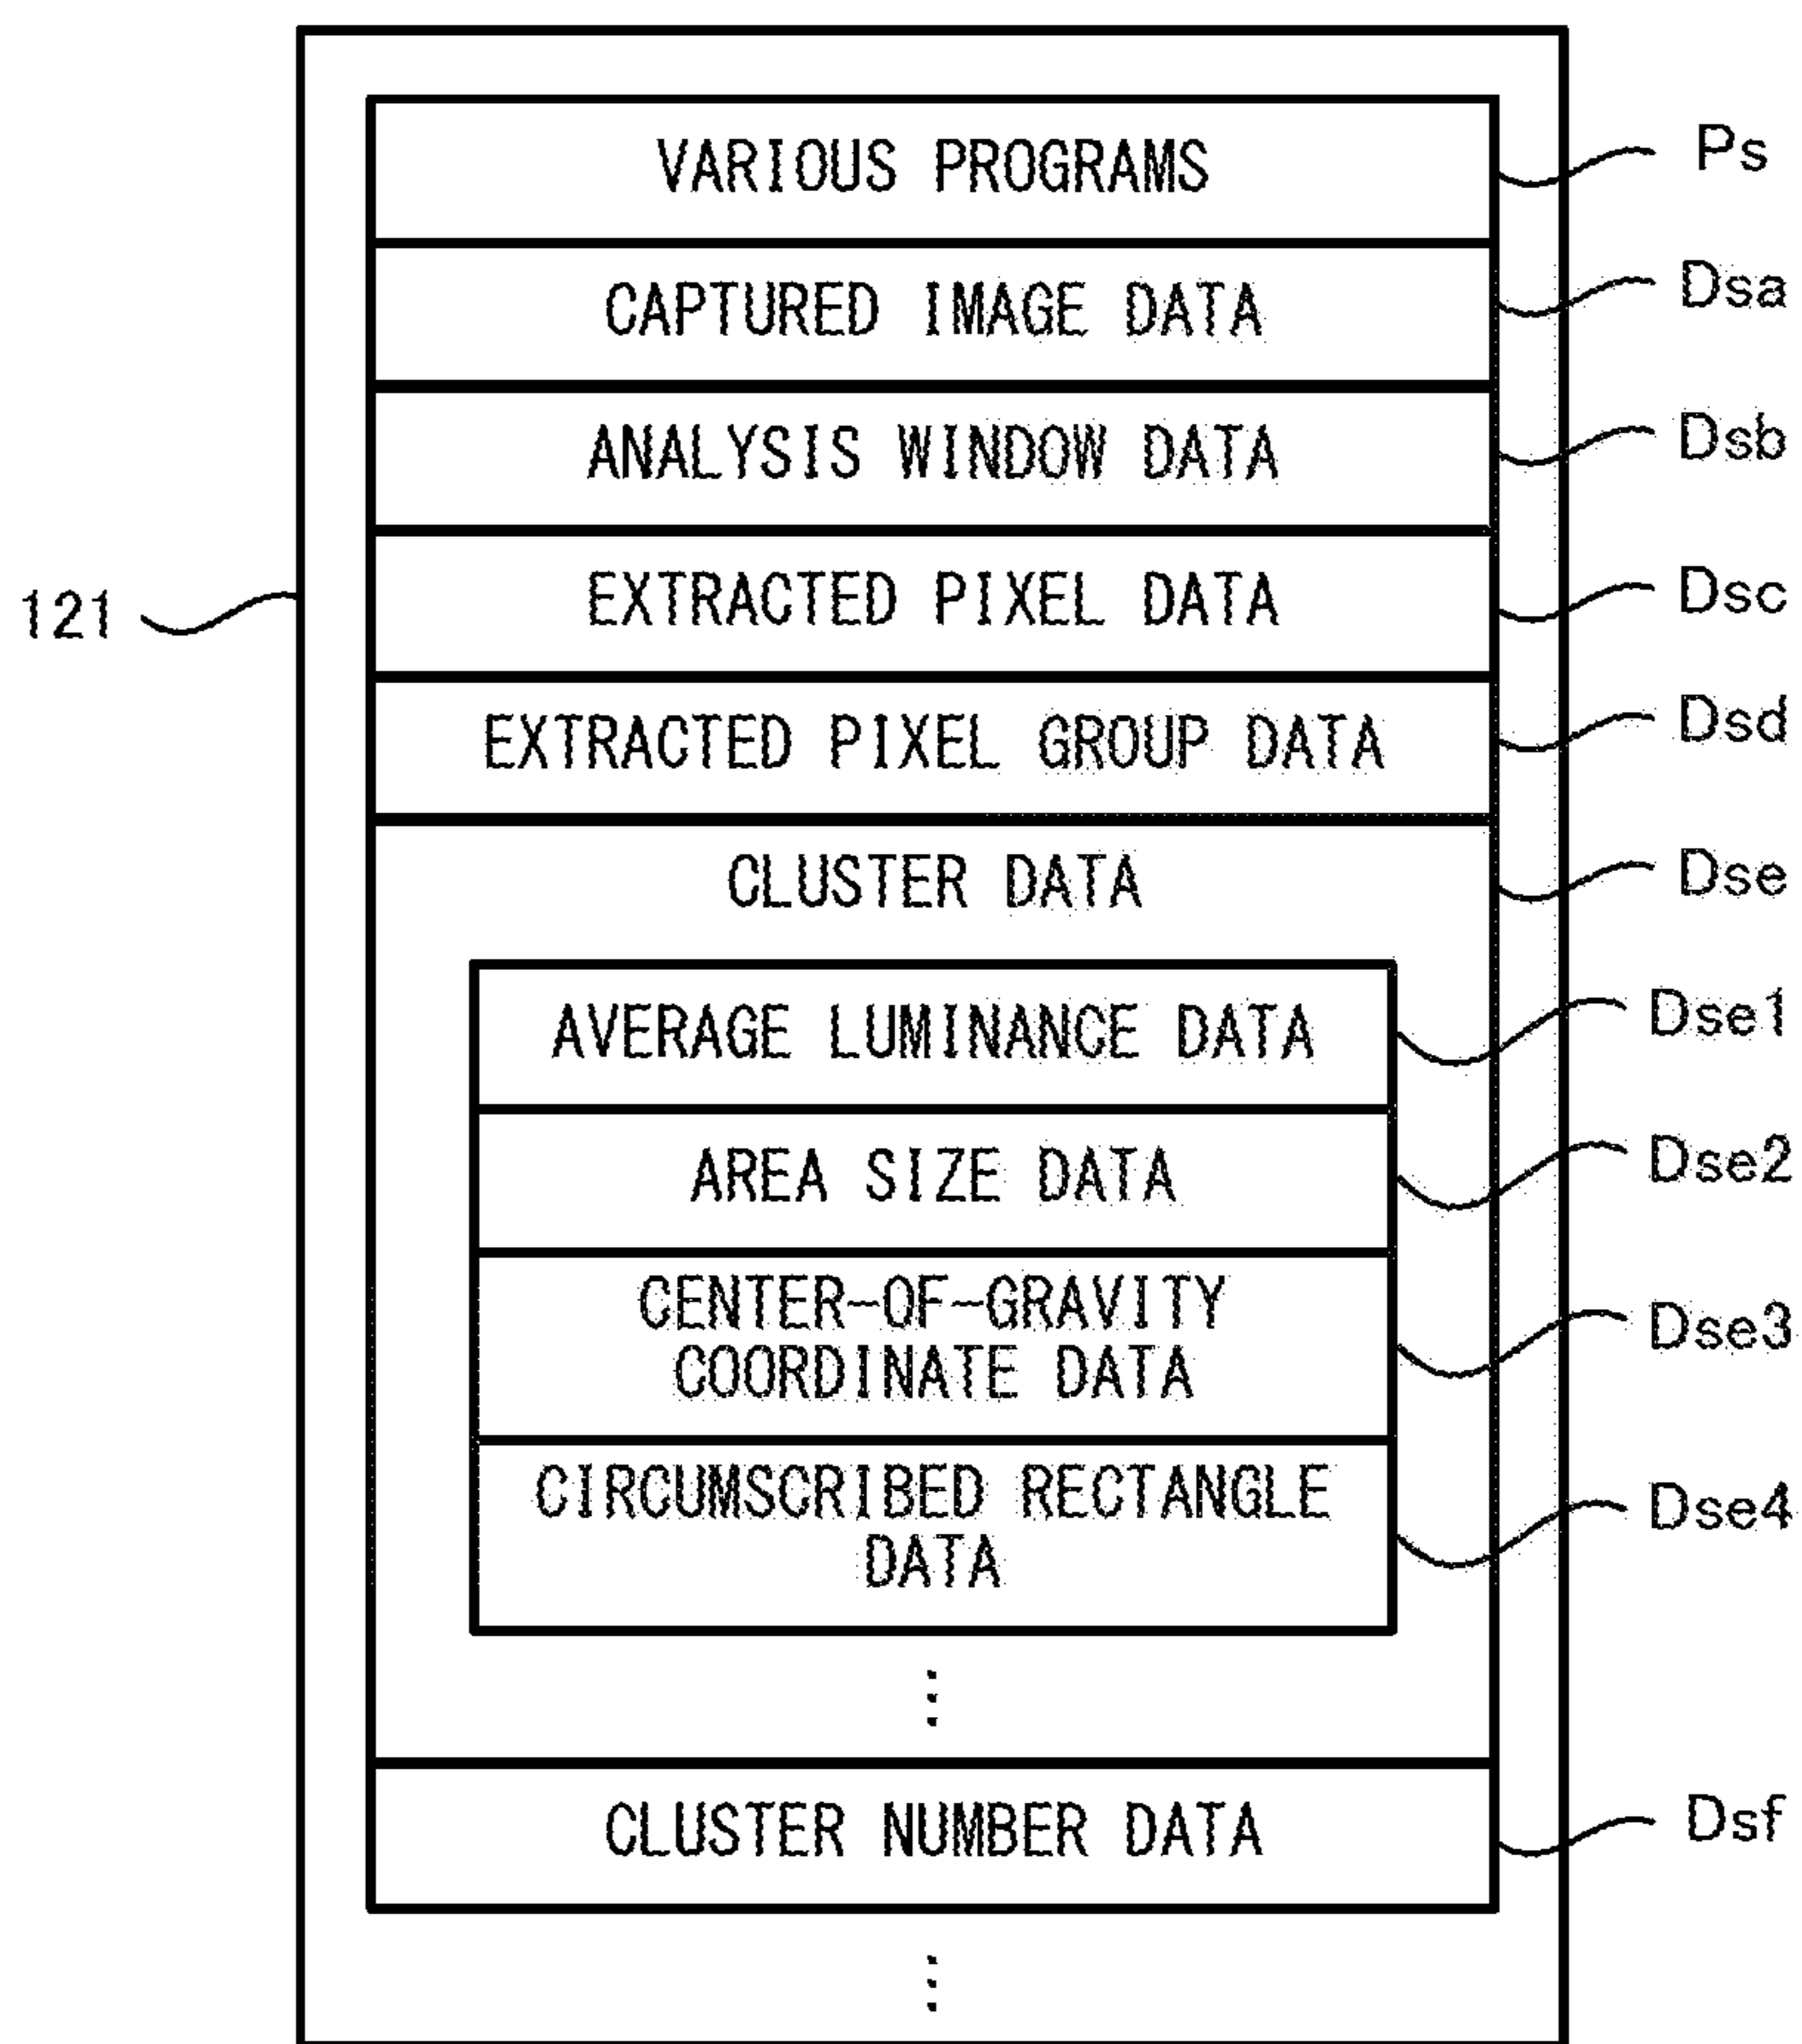 VARIOUS PROGRAMS
Ps
CAPTURED IMAGE DATA
Dsa
ANALYSIS WINDOW DATA
Dsb
121
EXTRACTED PIXEL DATA
Dsc
EXTRACTED PIXEL GROUP DATA
Dsd
CLUSTER DATA
Dse
AVERAGE LUMINANCE DATA
Dse1
AREA SIZE DATA
Dse2
CENTER-OF-GRAVITY
COORDINATE DATA
Dse3
CIRCUMSCRIBED RECTANGLE
DATA
Dse4
CLUSTER NUMBER DATA
Dsf